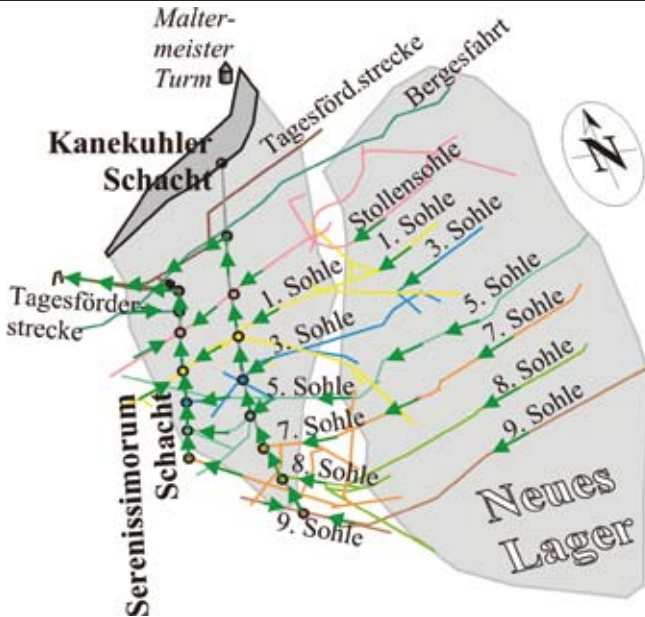 Malter-
meister
Turm
Tagesförd.strecke
Bergesfahrt
Kanekuhler
Schacht
N
Stollensohle
1. Sohle
3. Sohle
1. Sohle
5. Sohle
Tagesförder-
strecke
3. Sohle
7. Sohle
5. Sohle
8. Sohle
7. Sohle
9. Sohle
8. Sohle
Serenissimorum
Schacht
9. Sohle
Neues
Lager